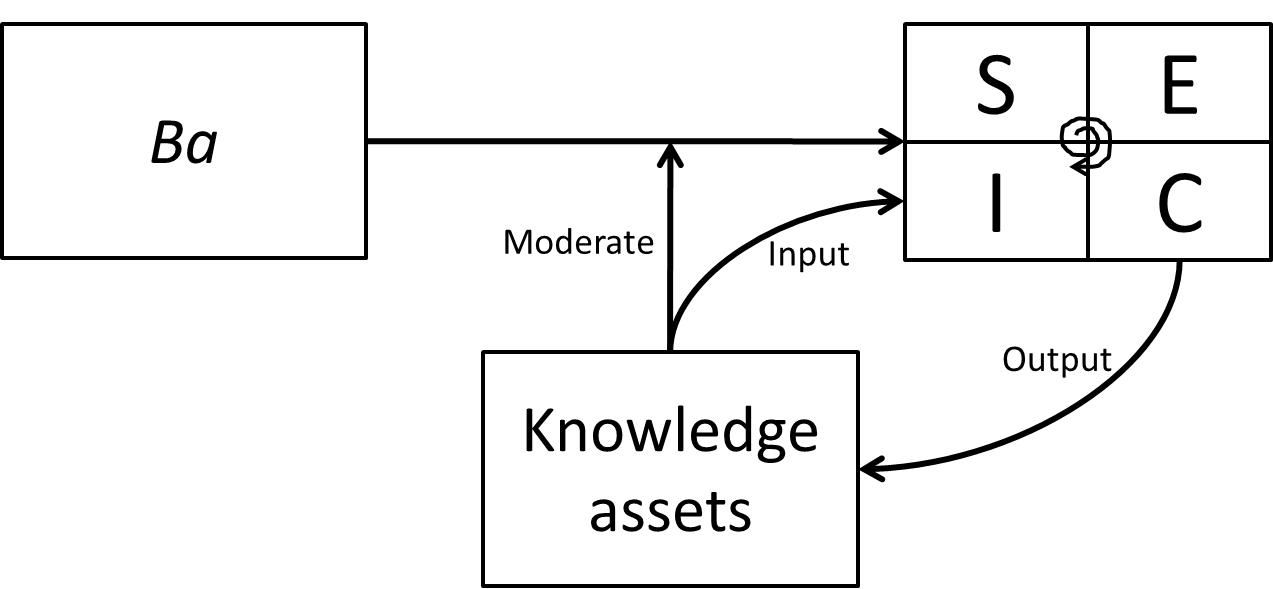 Ba
S E
I C
Moderate
Input
Output
Knowledge
assets